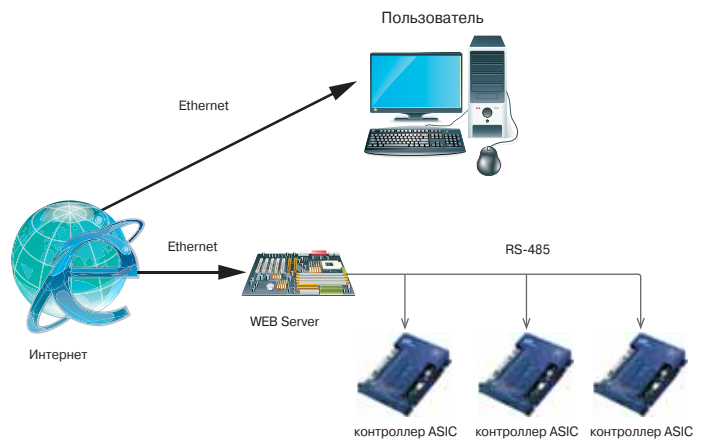 Пользователь
Ethernet
Ethernet
RS-485
WEB Server
Интернет
контроллер ASIC
контроллер ASIC
контроллер ASIC